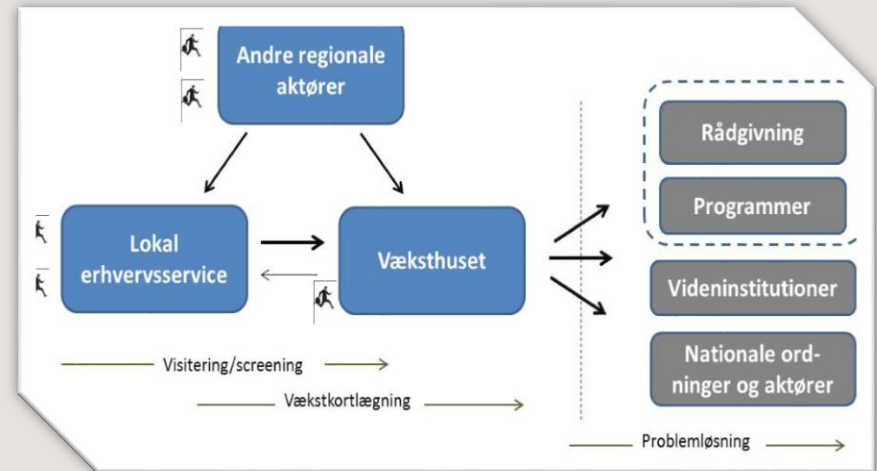 Andre regionale
aktører
Rådgivning
Programmer
Lokal
erhvervsservice
Væksthuset
Videninstitutioner
Nationale ord-
ninger og aktører
Visitering/screening
Vækstkortlægning
Problemløsning